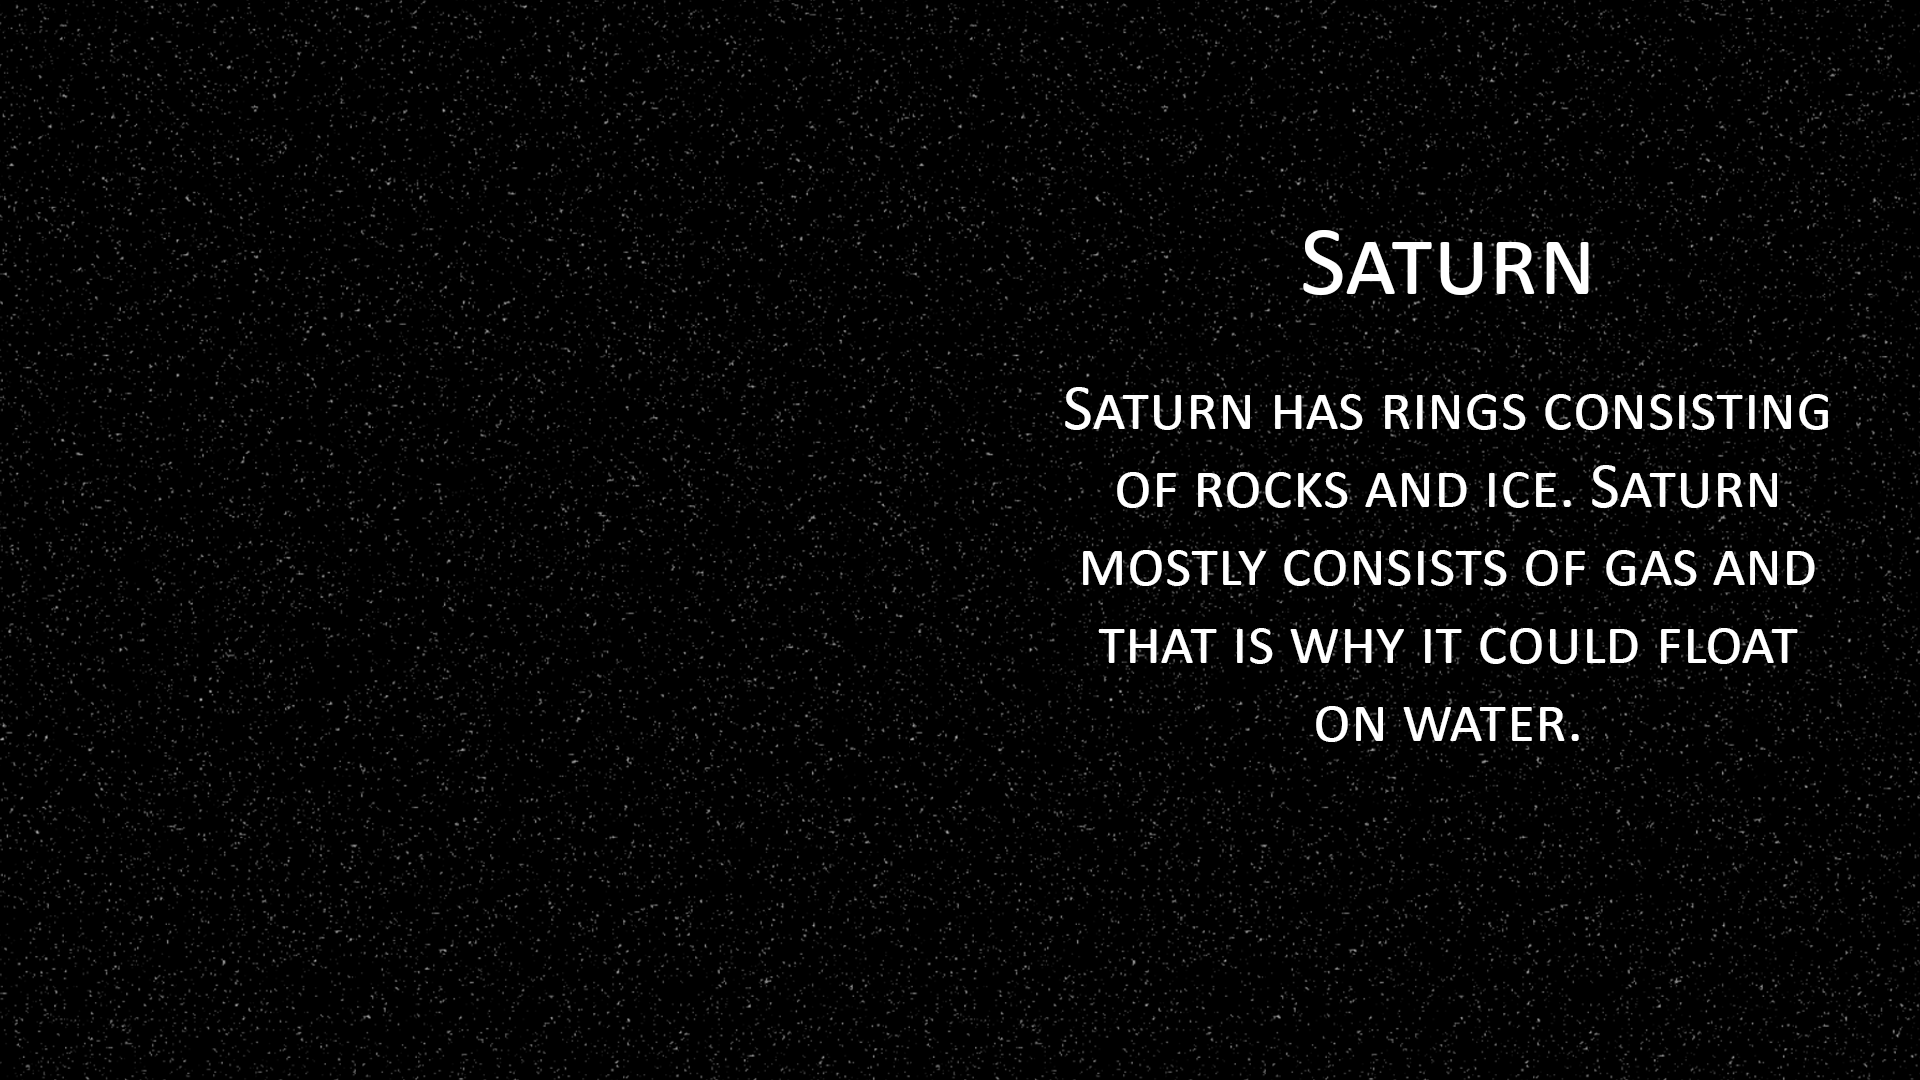 Saturn
Saturn has rings consisting
of rocks and ice. Saturn
mostly consists of gas and
that is why it could float
on water.